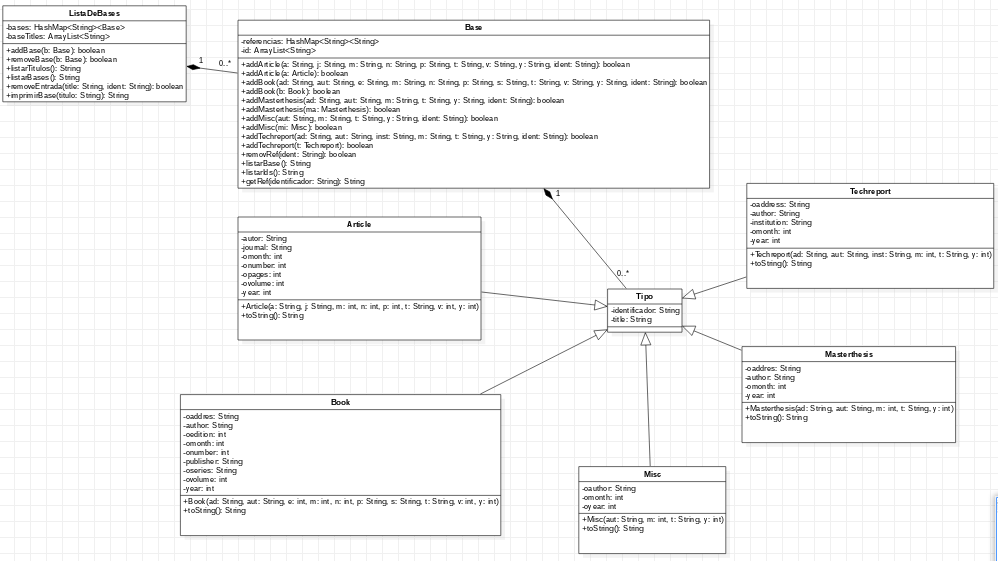 ListaDeBases
-bases: HashMap<String><Base>
-baseTitles: ArrayList<String>
+addBase(b: Base): boolean
+removeBase(b: Base): boolean
+listarTitulos(): String
+listarBases(): String
+removeEntrada(title: String, ident: String): boolean
+imprimirBase(titulo: String): String
1
0..*
Base
-referencias: HashMap<String><String>
-id: ArrayList<String>
+addArticle(a: String, j: String, m: String, n: String, p: String, t: String, v: String, y: String, ident: String): boolean
+addArticle(a: Article): boolean
+addBook(ad: String, aut: String, e: String, m: String, n: String, p: String, s: String, t: String, v: String, y: String, ident: String): boolean
+addBook(b: Book): boolean
+addMasterthesis(ad: String, aut: String, m: String, t: String, y: String, ident: String): boolean
+addMasterthesis(ma: Masterthesis): boolean
+addMisc(aut: String, m: String, t: String, y: String, ident: String): boolean
+addMisc(mi: Misc): boolean
+addTechreport(ad: String, aut: String, inst: String, m: String, t: String, y: String, ident: String): boolean
+addTechreport(t: Techreport): boolean
+removRef(ident: String): boolean
+listarBase(): String
+listarIds(): String
+getRef(identificador: String): String
1
0..*
Techreport
-oaddress: String
-author: String
-institution: String
-omonth: int
-year: int
+Techreport(ad: String, aut: String, inst: String, m: int, t: String, y: int)
+toString(): String
Article
-autor: String
-journal: String
-omonth: int
-onumber: int
-opages: int
-ovolume: int
-year: int
+Article(a: String, j: String, m: int, n: int, p: int, t: String, v: int, y: int)
+toString(): String
Tipo
-identificador: String
-title: String
Masterthesis
-oaddres: String
-author: String
-omonth: int
-year: int
+Masterthesis(ad: String, aut: String, m: int, t: String, y: int)
+toString(): String
Book
-oaddres: String
-author: String
-oedition: int
-omonth: int
-onumber: int
-publisher: String
-oseries: String
-ovolume: int
-year: int
+Book(ad: String, aut: String, e: int, m: int, n: int, p: String, s: String, t: String, v: int, y: int)
+toString(): String
Misc
-oauthor: String
-omonth: int
-oyear: int
+Misc(aut: String, m: int, t: String, y: int)
+toString(): String